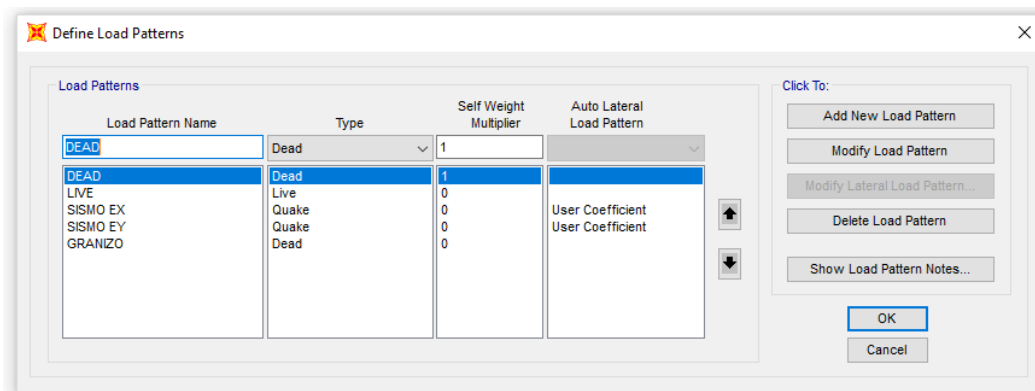 Define Load Patterns
Load Patterns
Click To:
Load Pattern Name Type Self Weight Multiplier Auto Lateral Load Pattern
DEAD Dead 1
DEAD Dead 1
LIVE Live 0
SISMO EX Quake 0 User Coefficient
SISMO EY Quake 0 User Coefficient
GRANIZO Dead 0
Add New Load Pattern
Modify Load Pattern
Modify Lateral Load Pattern...
Delete Load Pattern
Show Load Pattern Notes...
OK
Cancel